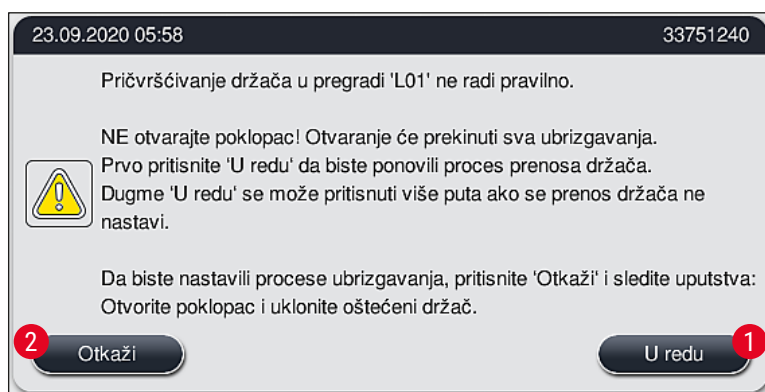 23.09.2020 05:58 33751240
Pričvršćivanje držača u pregradi 'L01' ne radi pravilno.
NE otvarajte poklopac! Otvaranje će prekinuti sva ubrizgavanja.
Prvo pritisnite 'U redu' da biste ponovili proces prenosa držača.
Dugme 'U redu' se može pritisnuti više puta ako se prenos držača ne
nastavi.
Da biste nastavili procese ubrizgavanja, pritisnite 'Otkaži' i sledite uputstva:
Otvorite poklopac i uklonite oštećeni držač.
2 Otkaži U redu 1